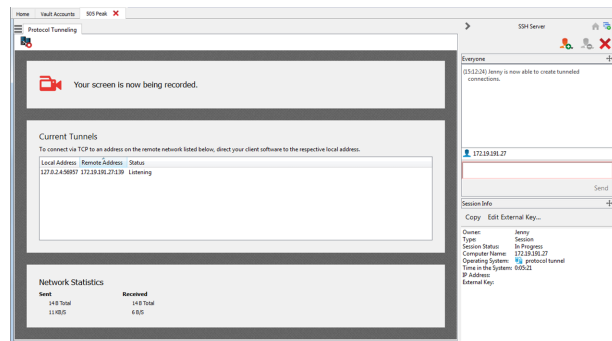 Home
Vault Accounts
SOS Peak
Protocol Tunneling
Your screen is now being recorded.
Current Tunnels
To connect via TCP to an address on the remote network listed below, direct your client software to the respective local address.
Local Address Remote Address Status
127.0.2.4:56957 172.19.191.27:139 Listening
Network Statistics
Sent Received
14 B Total 14 B Total
11 KB/S 6 B/S
SSH Server
Everyone
(15:12:24) Jenny is now able to create tunneled
connections.
172.19.191.27
Send
Session Info
Copy Edit External Key...
Owner: Jenny
Type: Session
Session Status: In Progress
Computer Name: 172.19.191.27
Operating System: protocol tunnel
Time in the System: 0:05:21
IP Address:
External Key: